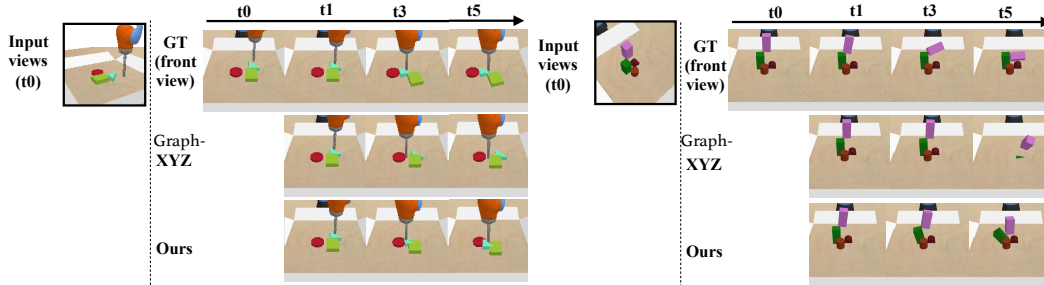 t0 t1 t3 t5
Input
views
(t0)
GT
(front
view)
Graph-
XYZ
Ours
t0 t1 t3 t5
Input
views
(t0)
GT
(front
view)
Graph-
XYZ
Ours